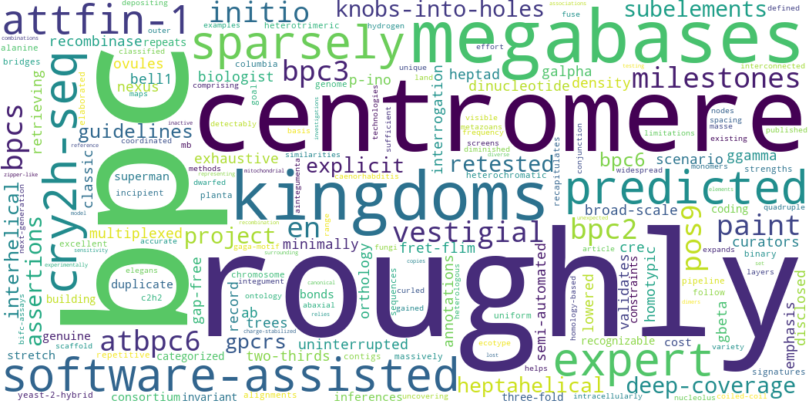 attfin-1
initio
knobs-into-holes
subelements
depositing
examples
heterotrimeric
hydrogen
associations
outer
defined
combinations
classified
effort
alanine
recombinase
repeats
sparsely
megabases
bridges
ovules
bell1
biologist
columbia
bpc3
p-ino
heptad
galpha
milestones
retrieving
nexus
maps
genome
unique
land
interconnected
cry2h-seq
bpc
centromere
dinucleotide
density
bpcs
guidelines
goal
comprising
technologies
interrogation
visible
metazoans
frequency
nodes
spacing
masse
published
inactive
coordinated
mb
basis
sufficient
screens
limitations
detectably
investigations
diminished
existing
reference
methods
exhaustive
explicit
retested
bpc6
scenario
ggamma
zipper-like
next-generation
classic
superman
similarities
mitochondrial
heterochromatic
diverse
monomers
strengths
representing
incipient
dwarfed
planta
aintegumenta
caenorhabditis
recapitulates
conjunction
widespread
kingdoms
predicted
interhelical
assertions
model
multiplexed
project
en
vestigial
bpc2
broad-scale
coding
paint
elements
quadruple
excellent
accurate
minimally
fret-flim
cre
pos9
binary
curators
sensitivity
elegans
gaga-motif
fungi
article
set
layers
experimentally
duplicate
gap-free
chromosome
surrounding
orthology
range
roughly
semi-automated
validates
constraints
homotypic
expands
variety
c2h2
record
integument
canonical
copies
sequences
gained
heterologous
annotations
homology-based
lowered
pipeline
follow
building
bifc-assays
ontology
bonds
curled
uniform
recognizable
cost
emphasis
disclosed
genuine
atbpc6
ab
abaxial
gpcrs
trees
relies
charge-stabilized
ecotype
gbeta
stretch
scaffold
two-thirds
uninterrupted
lost
expert
signatures
repetitive
categorized
contigs
massively
helps
software-assisted
heptahelical
deep-coverage
yeast-2-hybrid
consortium
invariant
alignments
inferences
uncovering
three-fold
intracellularly
nucleolus
coiled-coil
fuse